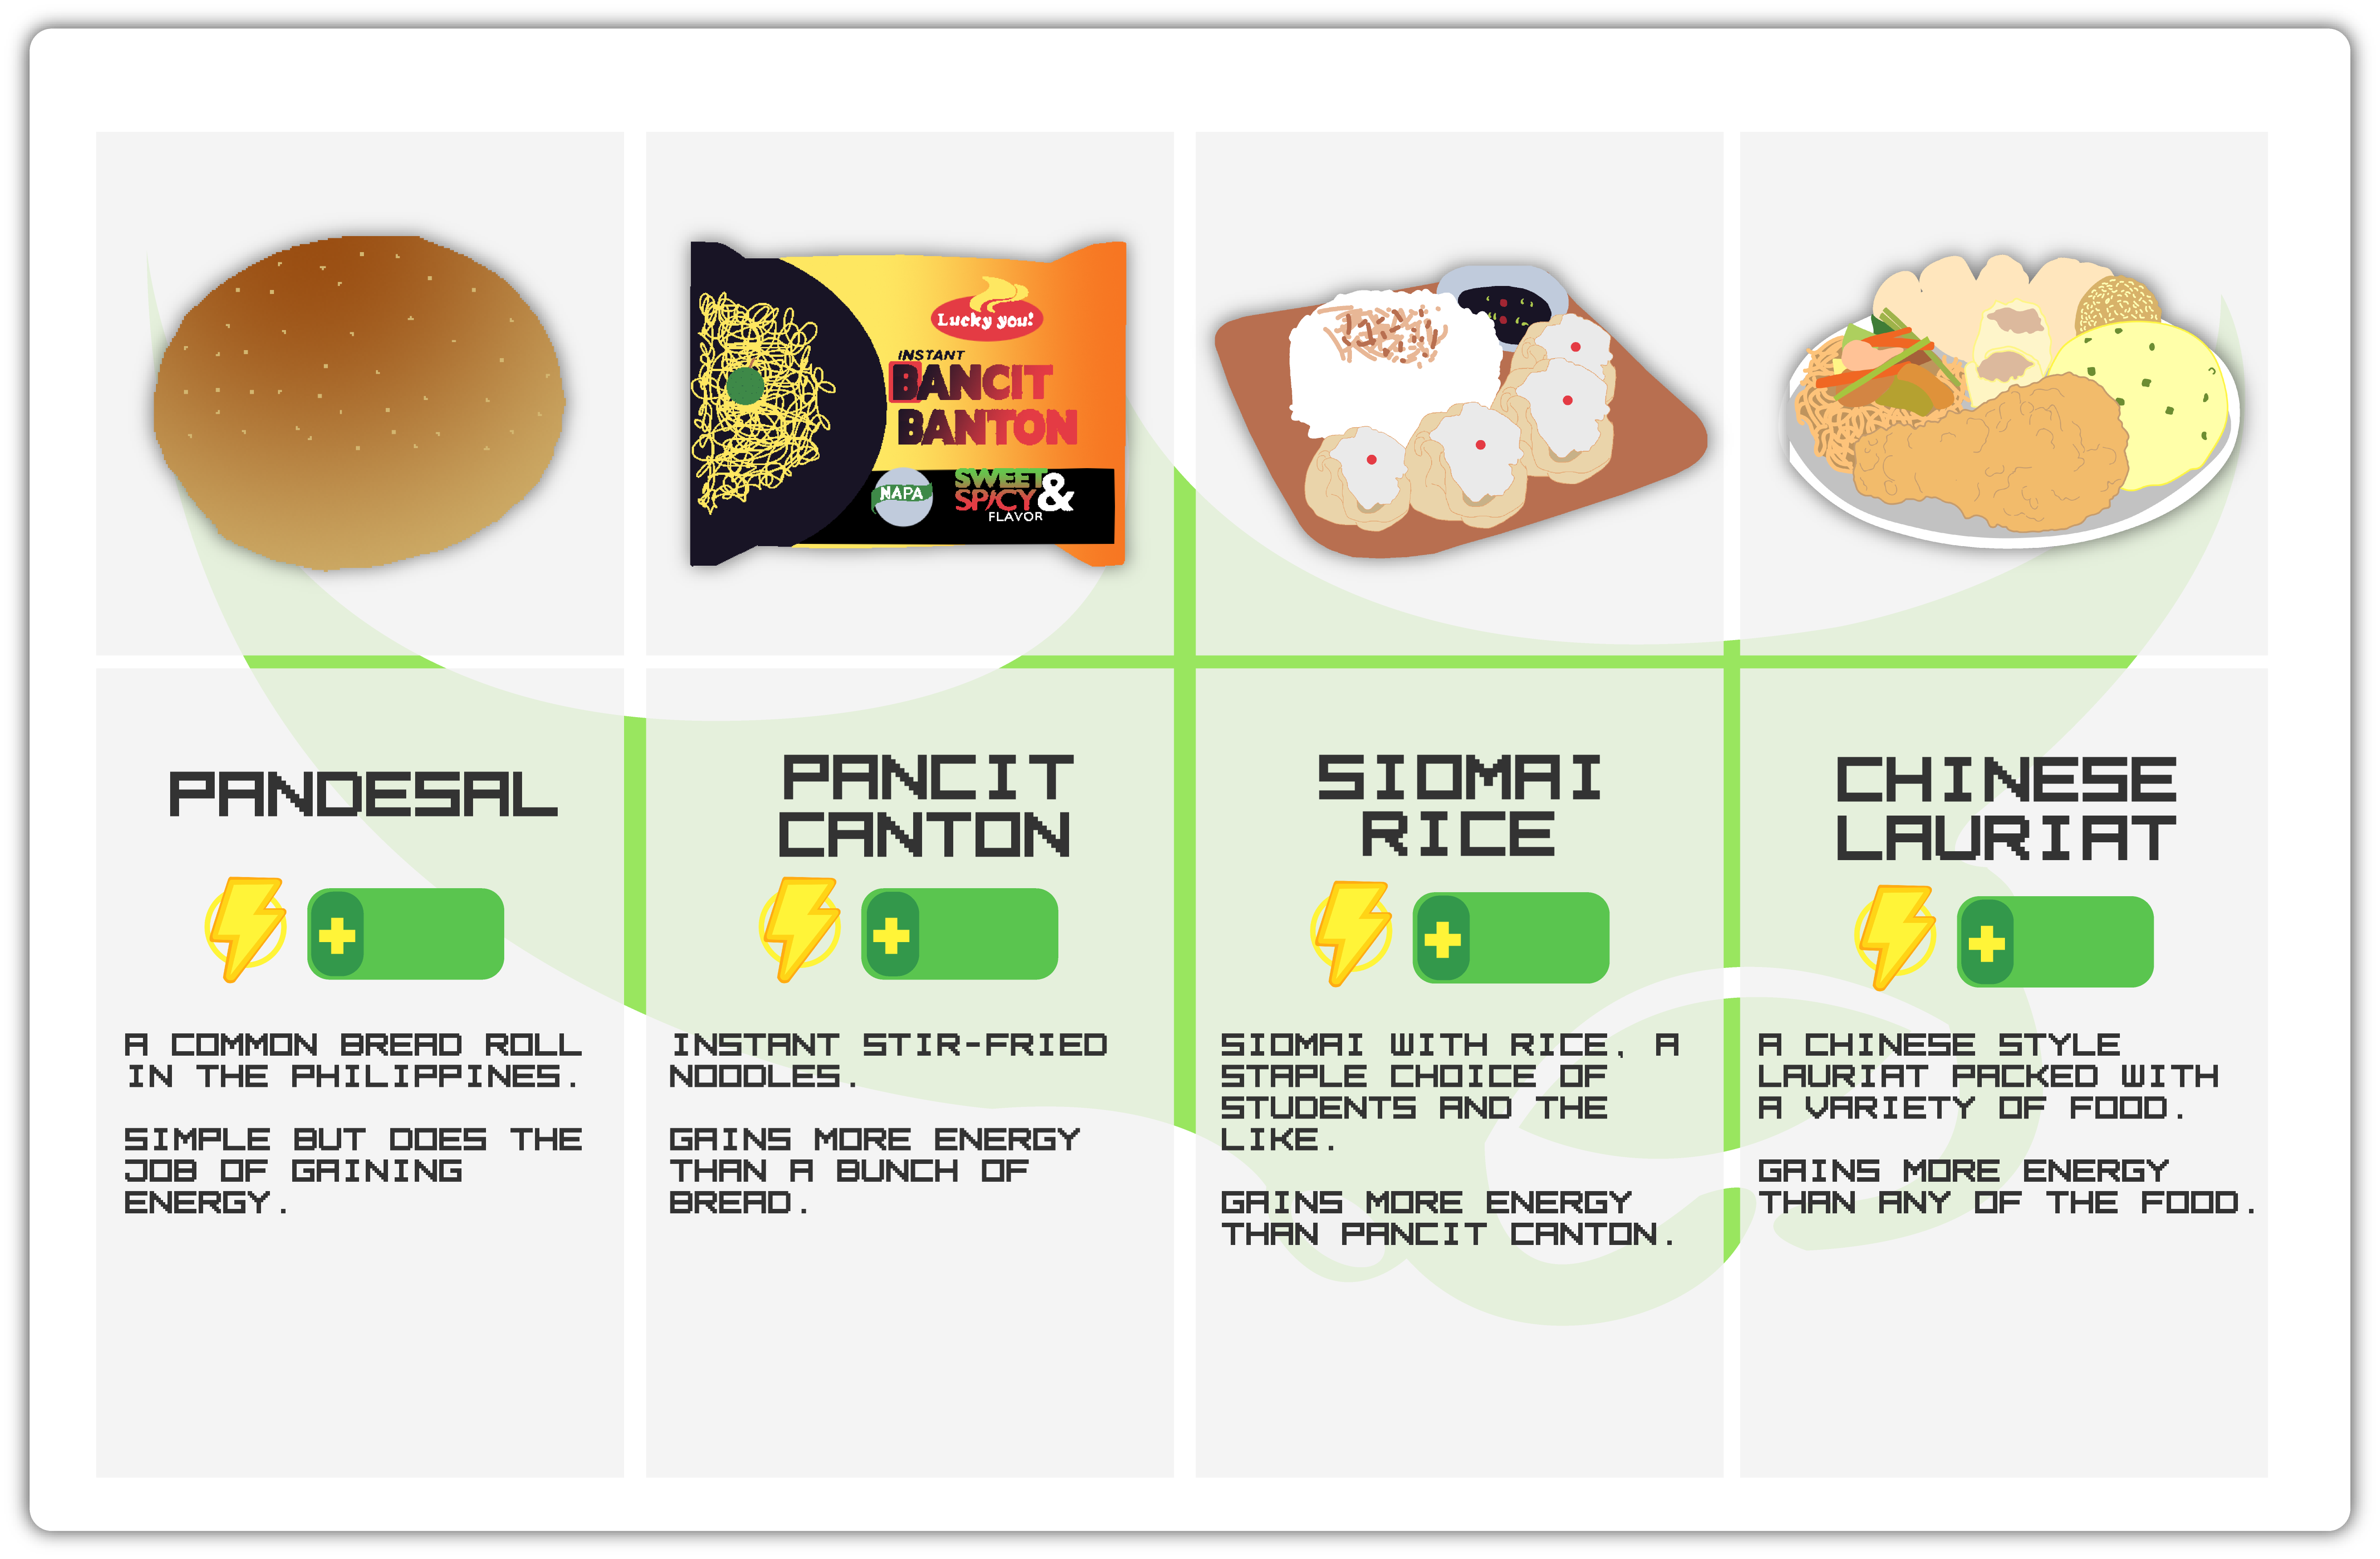 Lucky you!
INSTANT
BANCIT
BANTON
NAPA
SWEET
SPICY &
FLAVOR
PANDESAL
A COMMON BREAD ROLL
IN THE PHILIPPINES.
SIMPLE BUT DOES THE
JOB OF GAINING
ENERGY.
PANCIT
CANTON
INSTANT STIR-FRIED
NOODLES.
GAINS MORE ENERGY
THAN A BUNCH OF
BREAD.
SIOMAI
RICE
SIOMAI WITH RICE, A
STAPLE CHOICE OF
STUDENTS AND THE
LIKE.
GAINS MORE ENERGY
THAN PANCIT CANTON.
CHINESE
LAURIAT
A CHINESE STYLE
LAURIAT PACKED WITH
A VARIETY OF FOOD.
GAINS MORE ENERGY
THAN ANY OF THE FOOD.